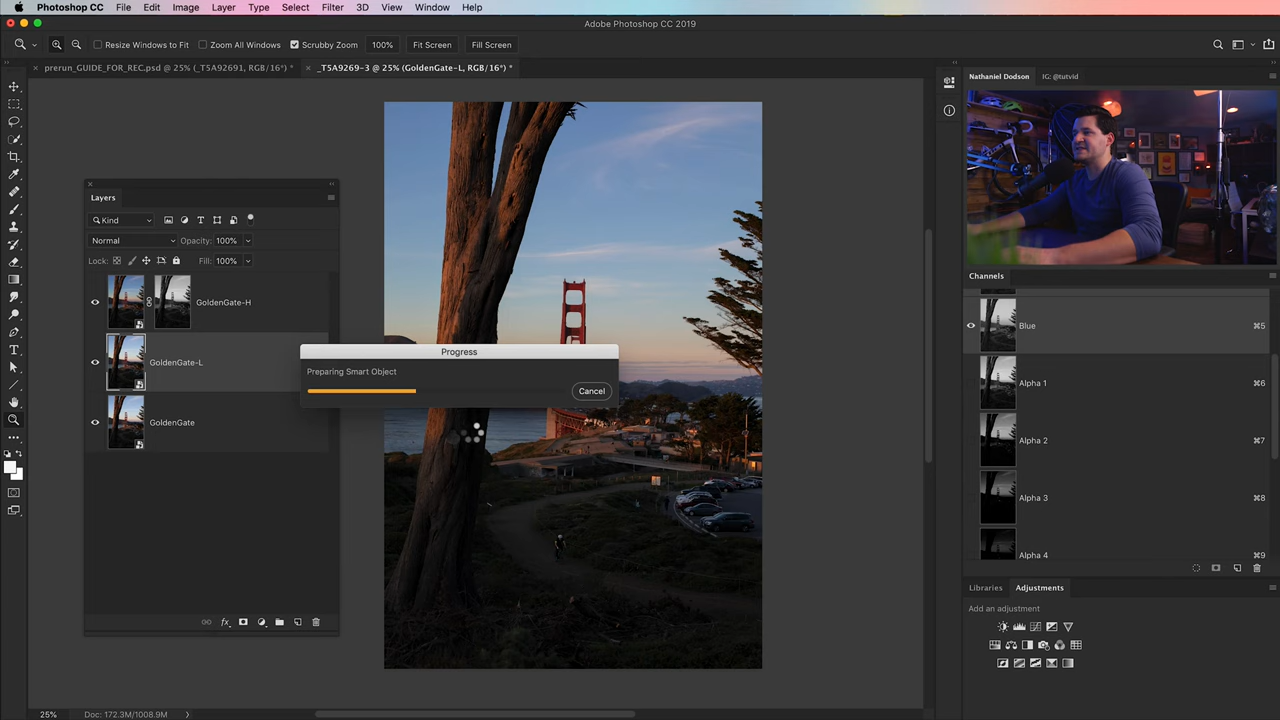 Photoshop CC File Edit Image Layer Type Select Filter 3D View Window Help
Adobe Photoshop CC 2019
Resize Windows to Fit Zoom All Windows Scrubby Zoom 100% Fit Screen Fill Screen
prerun_GUIDE_FOR_REC.psd @ 25% (_T5A92691, RGB/16*) *
_T5A9269-3 @ 25% (GoldenGate-L, RGB/16*) *
Nathaniel Dodson IG: @tutvid
Layers
Kind
Normal Opacity: 100%
Lock: Fill: 100%
GoldenGate-H
GoldenGate-L
GoldenGate
Progress
Preparing Smart Object
Cancel
Channels
Blue ⌘5
Alpha 1 ⌘6
Alpha 2 ⌘7
Alpha 3 ⌘8
Alpha 4 ⌘9
Libraries Adjustments
Add an adjustment
25% Doc: 172.3M/1008.9M